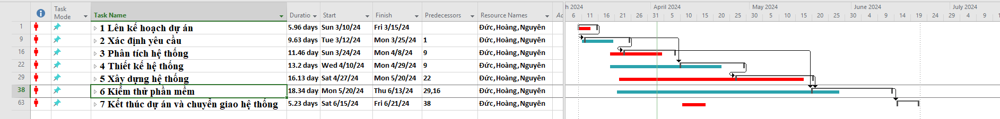 Task Mode Task Name Duratio Start Finish Predecessors Resource Names Ad
h 2024 April 2024 May 2024 June 2024 July 2024
6 11 16 21 26 31 5 10 15 20 25 30 5 10 15 20 25 30 4 9 14 19 24 29 4 9
1 1 Lên kế hoạch dự án 5.96 days Sun 3/10/24 Fri 3/15/24 Đức,Hoàng,Nguyên
9 2 Xác định yêu cầu 9.63 days Tue 3/12/24 Mon 3/25/24 1 Đức,Hoàng,Nguyên
16 3 Phân tích hệ thống 11.46 day Sun 3/24/24 Mon 4/8/24 9 Đức,Hoàng,Nguyên
22 4 Thiết kế hệ thống 13.2 days Wed 4/10/24 Mon 4/29/24 9 Đức,Hoàng,Nguyên
29 5 Xây dựng hệ thống 16.13 day Sat 4/27/24 Mon 5/20/24 22 Đức,Hoàng,Nguyên
38 6 Kiểm thử phần mềm 18.34 day Mon 5/20/24 Thu 6/13/24 29,16 Đức,Hoàng,Nguyên
63 7 Kết thúc dự án và chuyển giao hệ thống 5.23 days Sat 6/15/24 Fri 6/21/24 38 Đức,Hoàng,Nguyên